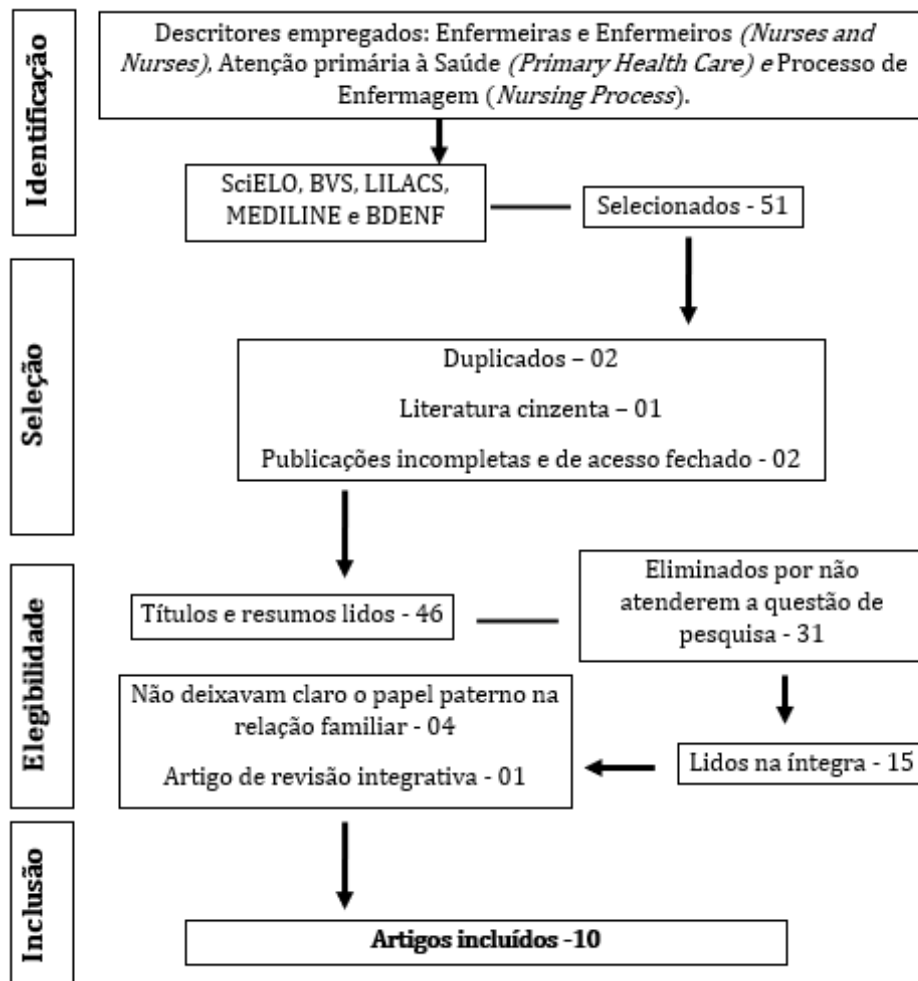 Identificação
Descritores empregados: Enfermeiras e Enfermeiros (Nurses and
Nurses), Atenção primária à Saúde (Primary Health Care) e Processo de
Enfermagem (Nursing Process).
SciELO, BVS, LILACS,
MEDILINE e BDENF
Selecionados - 51
Seleção
Duplicados – 02
Literatura cinzenta – 01
Publicações incompletas e de acesso fechado - 02
Elegibilidade
Títulos e resumos lidos - 46
Eliminados por não
atenderem a questão de
pesquisa - 31
Lidos na íntegra - 15
Não deixavam claro o papel paterno na
relação familiar - 04
Artigo de revisão integrativa - 01
Inclusão
Artigos incluídos -10